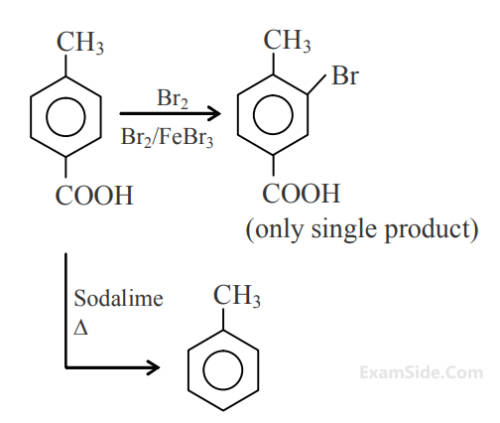 CH₃
CH₃
Br
Br₂
Br₂/FeBr₃
COOH
COOH
(only single product)
Sodalime
Δ
CH₃
ExamSide.Com